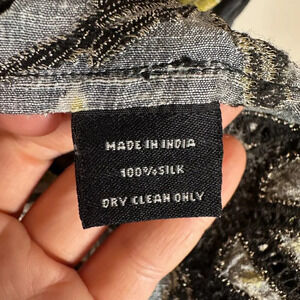 MADE IN INDIA
100% SILK
DRY CLEAN ONLY